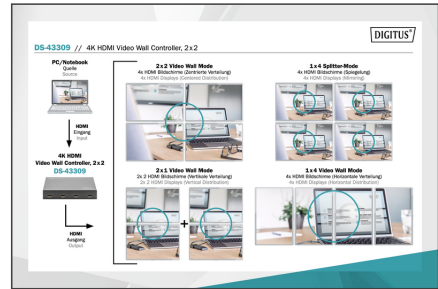 DIGITUS®
DS-43309 // 4K HDMI Video Wall Controller, 2x2
PC/Notebook
Quelle
Source
HDMI
Eingang
Input
4K HDMI
Video Wall Controller, 2x2
DS-43309
HDMI
Ausgang
Output
2x2 Video Wall Mode
4x HDMI Bildschirme (Zentrierte Verteilung)
4x HDMI Displays (Centered Distribution)
1x4 Splitter-Mode
4x HDMI Bildschirme (Spiegelung)
4x HDMI Displays (Mirroring)
2x1 Video Wall Mode
2x 2 HDMI Bildschirme (Vertikale Verteilung)
2x 2 HDMI Displays (Vertical Distribution)
+
1x4 Video Wall Mode
4x HDMI Bildschirme (Horizontale Verteilung)
4x HDMI Displays (Horizontal Distribution)